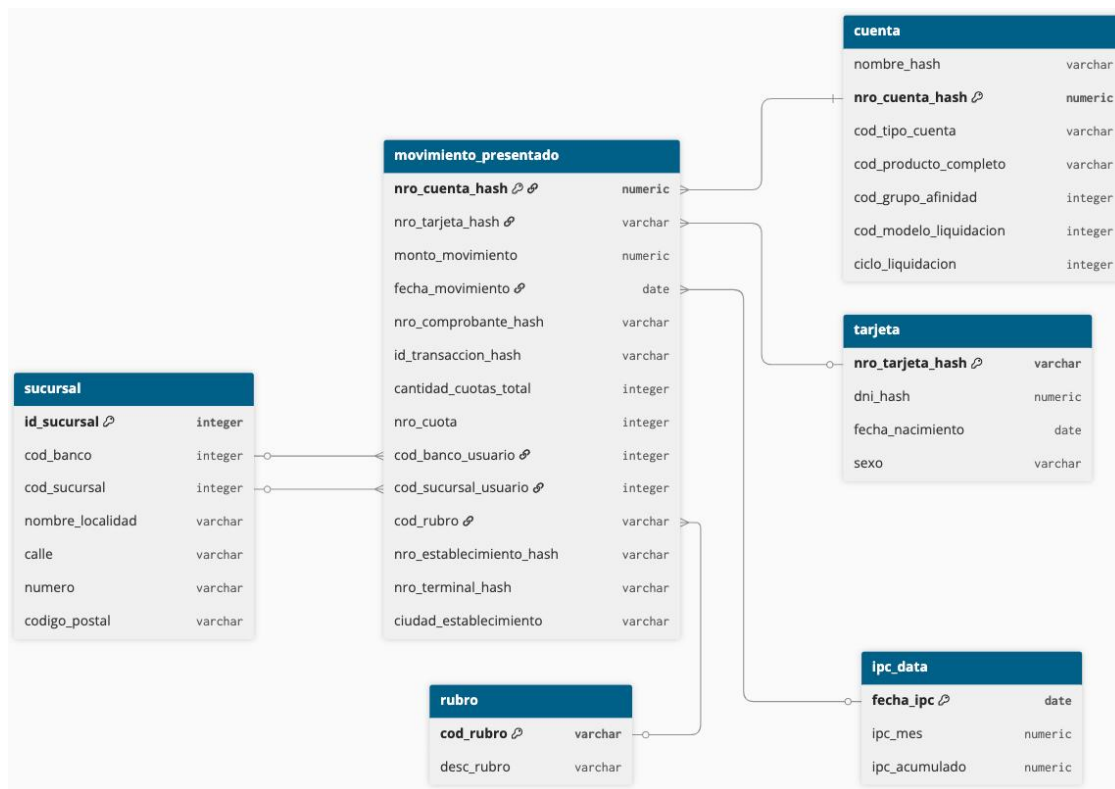 cuenta
nombre_hash varchar
nro_cuenta_hash numeric
cod_tipo_cuenta varchar
cod_producto_completo varchar
cod_grupo_afinidad integer
cod_modelo_liquidacion integer
ciclo_liquidacion integer
movimiento_presentado
nro_cuenta_hash numeric
nro_tarjeta_hash varchar
monto_movimiento numeric
fecha_movimiento date
nro_comprobante_hash varchar
id_transaccion_hash varchar
cantidad_cuotas_total integer
nro_cuota integer
cod_banco_usuario integer
cod_sucursal_usuario integer
cod_rubro varchar
nro_establecimiento_hash varchar
nro_terminal_hash varchar
ciudad_establecimiento varchar
tarjeta
nro_tarjeta_hash varchar
dni_hash numeric
fecha_nacimiento date
sexo varchar
sucursal
id_sucursal integer
cod_banco integer
cod_sucursal integer
nombre_localidad varchar
calle varchar
numero varchar
codigo_postal varchar
rubro
cod_rubro varchar
desc_rubro varchar
ipc_data
fecha_ipc date
ipc_mes numeric
ipc_acumulado numeric